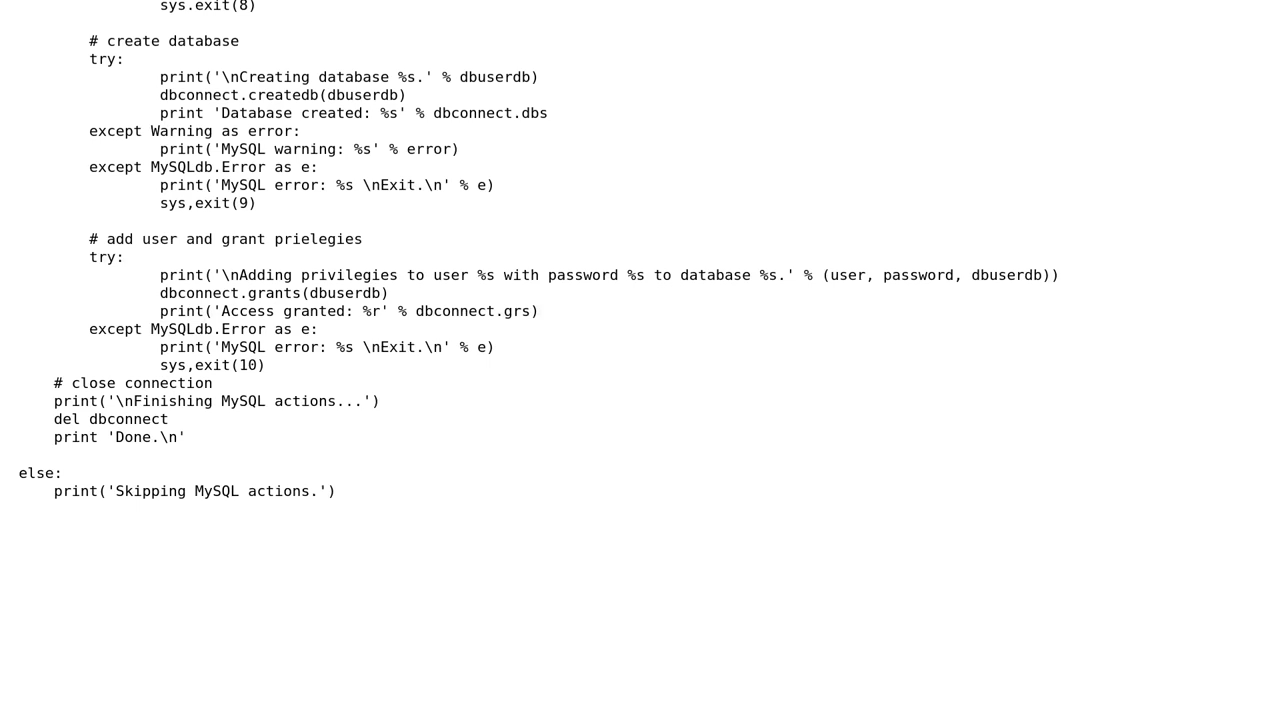 sys.exit(8)
# create database
try:
print('\nCreating database %s.' % dbuserdb)
dbconnect.createdb(dbuserdb)
print 'Database created: %s' % dbconnect.dbs
except Warning as error:
print('MySQL warning: %s' % error)
except MySQLdb.Error as e:
print('MySQL error: %s \nExit.\n' % e)
sys,exit(9)
# add user and grant prielegies
try:
print('\nAdding privilegies to user %s with password %s to database %s.' % (user, password, dbuserdb))
dbconnect.grants(dbuserdb)
print('Access granted: %r' % dbconnect.grs)
except MySQLdb.Error as e:
print('MySQL error: %s \nExit.\n' % e)
sys,exit(10)
# close connection
print('\nFinishing MySQL actions...')
del dbconnect
print 'Done.\n'
else:
print('Skipping MySQL actions.')